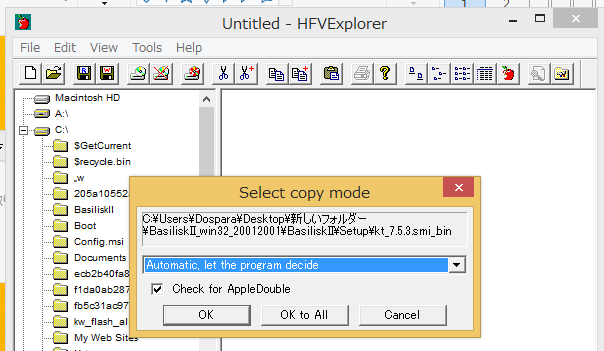 Untitled - HFVExplorer
File Edit View Tools Help
Macintosh HD
A:\
C:\
$GetCurrent
$recycle.bin
_w
205a10552
BasiliskII
Boot
Config.msi
Documents
ecb2b40fa8
f1da0ab287
fb5c31ac97
kw_flash_al
My Web Sites
Select copy mode
C:¥Users¥Dospara¥Desktop¥新しいフォルダー
¥BasiliskII_win32_20012001¥BasiliskII¥Setup¥kt_7.5.3.smi_bin
Automatic, let the program decide
Check for AppleDouble
OK
OK to All
Cancel